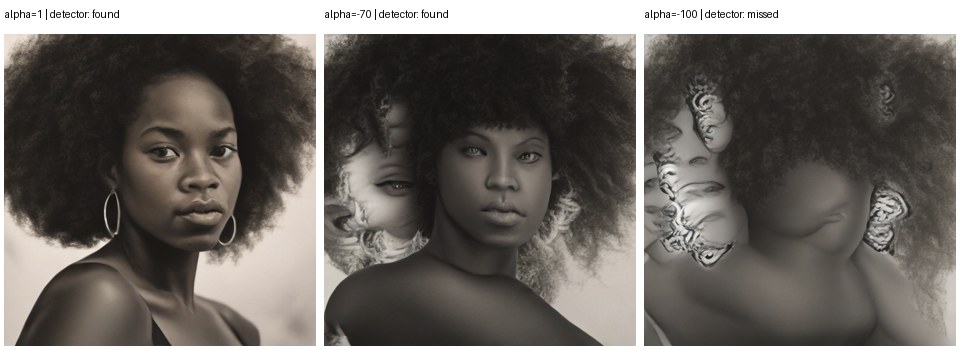 alpha=1 | detector: found
alpha=-70 | detector: found
alpha=-100 | detector: missed